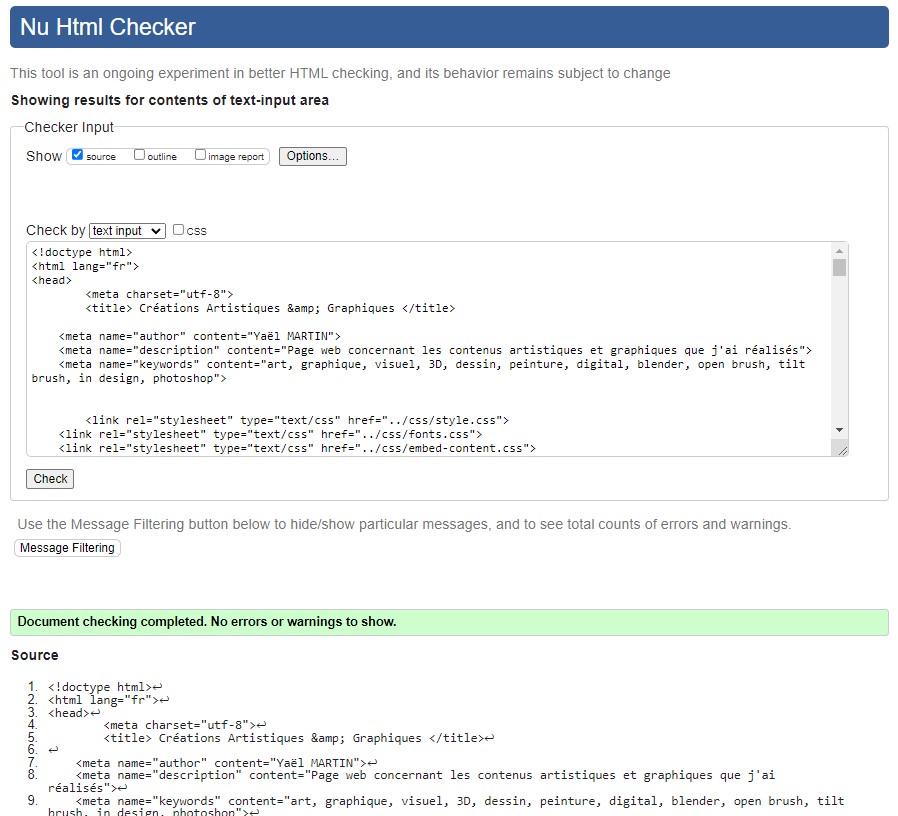 Nu Html Checker
This tool is an ongoing experiment in better HTML checking, and its behavior remains subject to change
Showing results for contents of text-input area
Checker Input
Show source outline image report Options...
Check by text input css
<!doctype html>
<html lang="fr">
<head>
<meta charset="utf-8">
<title> Créations Artistiques &amp; Graphiques </title>
<meta name="author" content="Yaël MARTIN">
<meta name="description" content="Page web concernant les contenus artistiques et graphiques que j'ai réalisés">
<meta name="keywords" content="art, graphique, visuel, 3D, dessin, peinture, digital, blender, open brush, tilt
brush, in design, photoshop">
<link rel="stylesheet" type="text/css" href="../css/style.css">
<link rel="stylesheet" type="text/css" href="../css/fonts.css">
<link rel="stylesheet" type="text/css" href="../css/embed-content.css">
Check
Use the Message Filtering button below to hide/show particular messages, and to see total counts of errors and warnings.
Message Filtering
Document checking completed. No errors or warnings to show.
Source
1. <!doctype html>↩
2. <html lang="fr">↩
3. <head>↩
4. <meta charset="utf-8">↩
5. <title> Créations Artistiques &amp; Graphiques </title>↩
6. ↩
7. <meta name="author" content="Yaël MARTIN">↩
8. <meta name="description" content="Page web concernant les contenus artistiques et graphiques que j'ai
réalisés">↩
9. <meta name="keywords" content="art, graphique, visuel, 3D, dessin, peinture, digital, blender, open brush, tilt
brush, in design, photoshop">↩